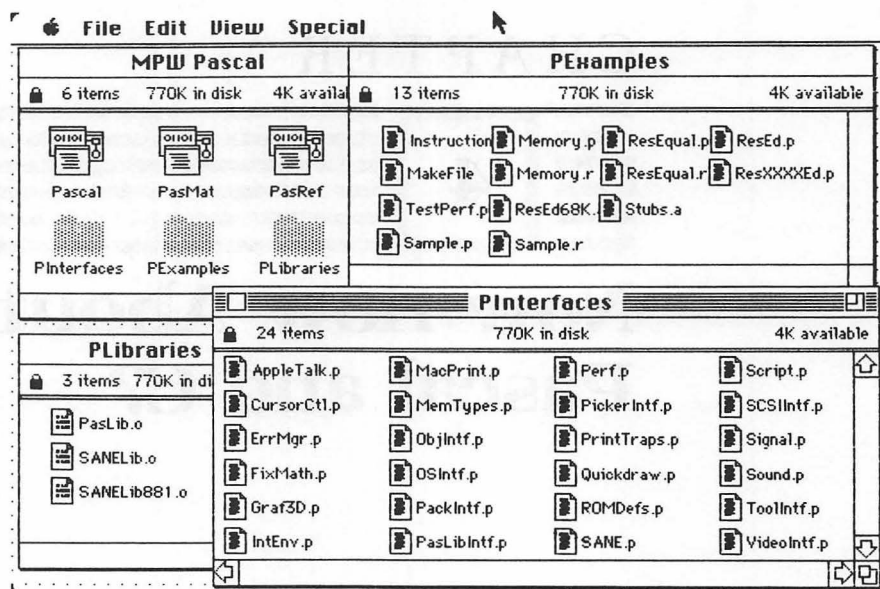 File Edit View Special
MPW Pascal
6 items 770K in disk 4K availal
Pascal PasMat PasRef
PInterfaces PExamples PLibraries
PExamples
13 items 770K in disk 4K available
Instruction Memory.p ResEqual.p ResEd.p
MakeFile Memory.r ResEqual.r ResXXXXEd.p
TestPerf.p ResEd68K. Stubs.a
Sample.p Sample.r
PLibraries
3 items 770K in di
PasLib.o
SANELib.o
SANELib881.o
PInterfaces
24 items 770K in disk 4K available
AppleTalk.p MacPrint.p Perf.p Script.p
CursorCtl.p MemTypes.p PickerIntf.p SCSIIntf.p
ErrMgr.p ObjIntf.p PrintTraps.p Signal.p
FixMath.p OSIntf.p Quickdraw.p Sound.p
Graf3D.p PackIntf.p ROMDefs.p ToolIntf.p
IntEnv.p PasLibIntf.p SANE.p VideoIntf.p